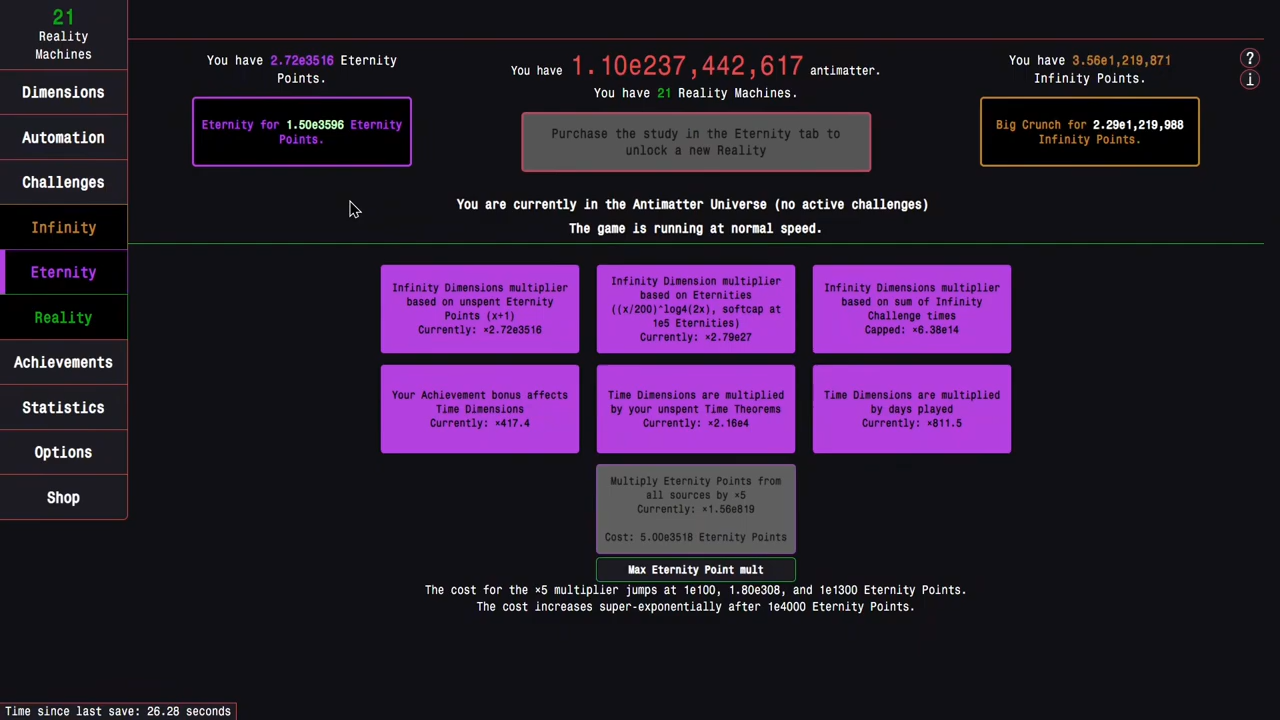 21
Reality
Machines
Dimensions
Automation
Challenges
Infinity
Eternity
Reality
Achievements
Statistics
Options
Shop
You have 2.72e3516 Eternity
Points.
Eternity for 1.50e3596 Eternity
Points.
You have 1.10e237,442,617 antimatter.
You have 21 Reality Machines.
Purchase the study in the Eternity tab to
unlock a new Reality
You have 3.56e1,219,871
Infinity Points.
Big Crunch for 2.29e1,219,988
Infinity Points.
?
i
You are currently in the Antimatter Universe (no active challenges)
The game is running at normal speed.
Infinity Dimensions multiplier
based on unspent Eternity
Points (x+1)
Currently: ×2.72e3516
Infinity Dimension multiplier
based on Eternities
((x/200)^log4(2x), softcap at
1e5 Eternities)
Currently: ×2.79e27
Infinity Dimensions multiplier
based on sum of Infinity
Challenge times
Capped: ×6.38e14
Your Achievement bonus affects
Time Dimensions
Currently: ×417.4
Time Dimensions are multiplied
by your unspent Time Theorems
Currently: ×2.16e4
Time Dimensions are multiplied
by days played
Currently: ×811.5
Multiply Eternity Points from
all sources by ×5
Currently: ×1.56e819
Cost: 5.00e3518 Eternity Points
Max Eternity Point mult
The cost for the ×5 multiplier jumps at 1e100, 1.80e308, and 1e1300 Eternity Points.
The cost increases super-exponentially after 1e4000 Eternity Points.
Time since last save: 26.28 seconds